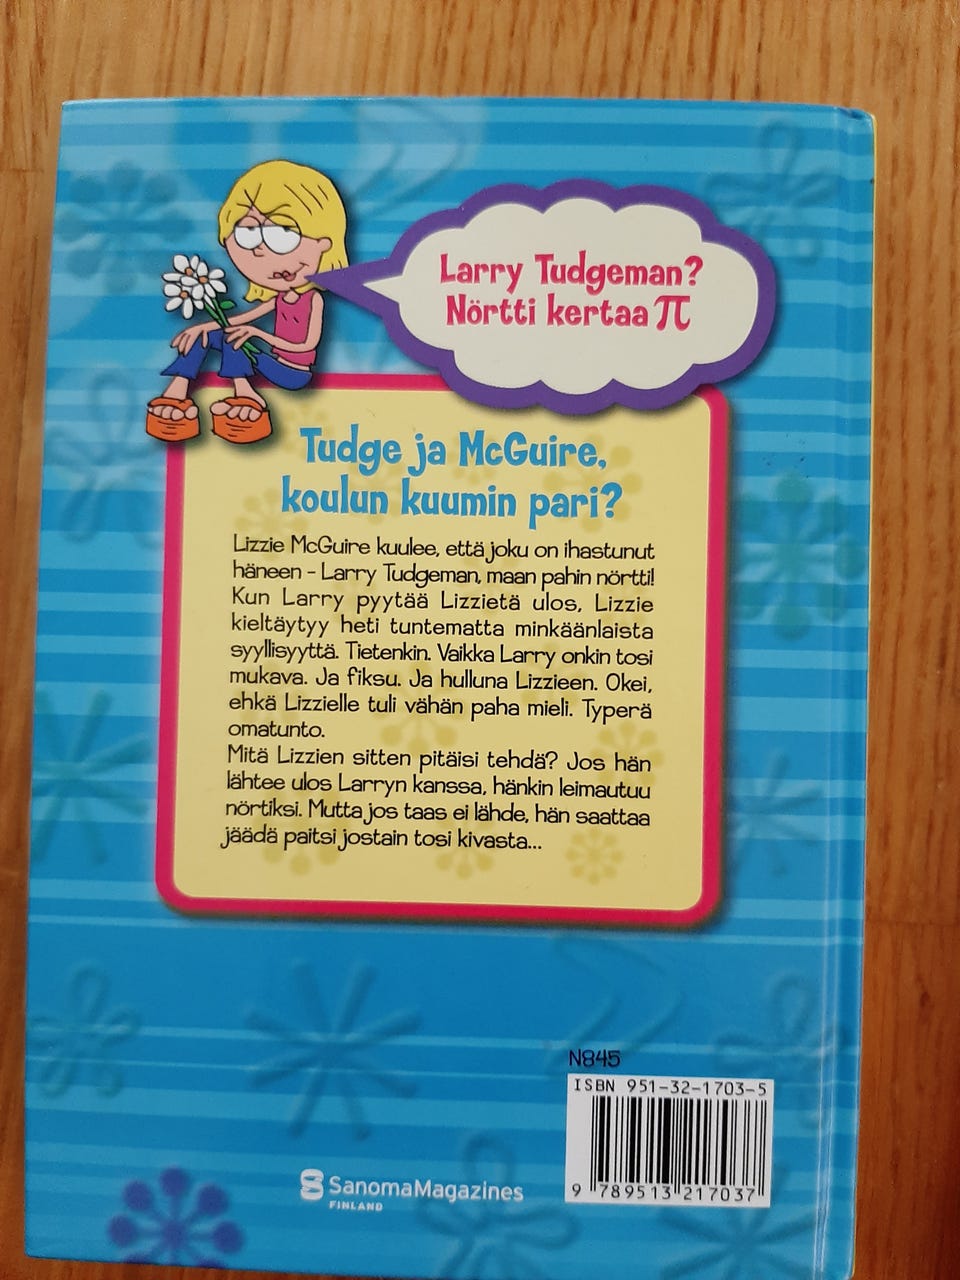 Larry Tudgeman?
Nörtti kertaa π
Tudge ja McGuire,
koulun kuumin pari?
Lizzie McGuire kuulee, että joku on ihastunut
häneen – Larry Tudgeman, maan pahin nörtti!
Kun Larry pyytää Lizzietä ulos, Lizzie
kieltäytyy heti tuntematta minkäänlaista
syyllisyyttä. Tietenkin. Vaikka Larry onkin tosi
mukava. Ja fiksu. Ja hulluna Lizzieen. Okei,
ehkä Lizzielle tuli vähän paha mieli. Typerä
omatunto.
Mitä Lizzien sitten pitäisi tehdä? Jos hän
lähtee ulos Larryn kanssa, hänkin leimautuu
nörtiksi. Mutta jos taas ei lähde, hän saattaa
jäädä paitsi jostain tosi kivasta...
N845
ISBN 951-32-1703-5
9 789513 217037
SanomaMagazines
FINLAND